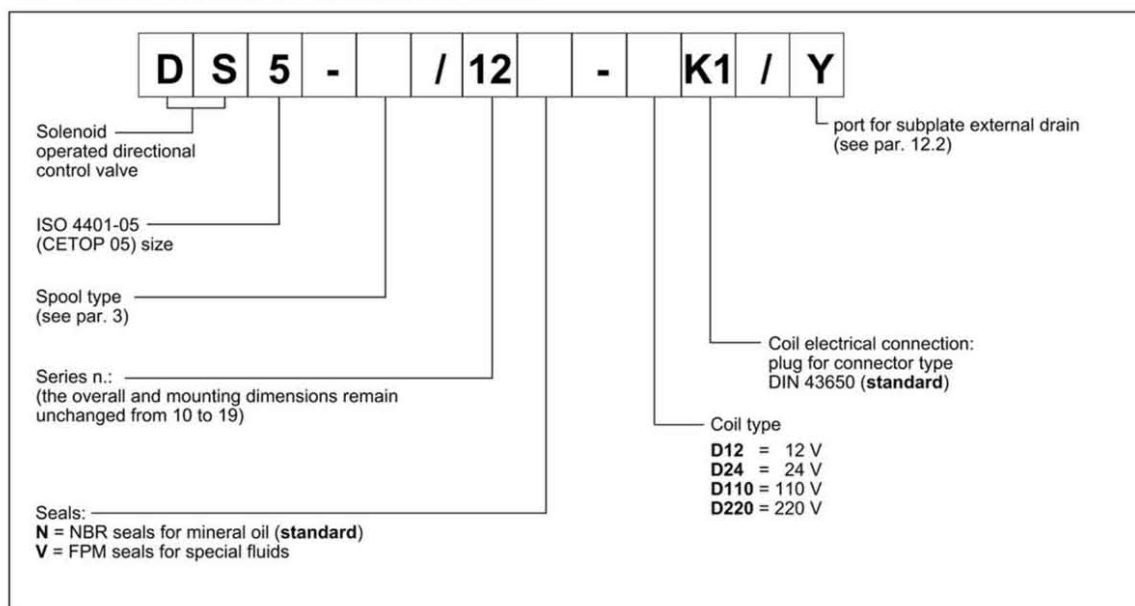 D S 5 - / 12 - K1 / Y
Solenoid
operated directional
control valve
port for subplate external drain
(see par. 12.2)
ISO 4401-05
(CETOP 05) size
Spool type
(see par. 3)
Coil electrical connection:
plug for connector type
DIN 43650 (standard)
Series n.:
(the overall and mounting dimensions remain
unchanged from 10 to 19)
Coil type
D12 = 12 V
D24 = 24 V
D110 = 110 V
D220 = 220 V
Seals:
N = NBR seals for mineral oil (standard)
V = FPM seals for special fluids